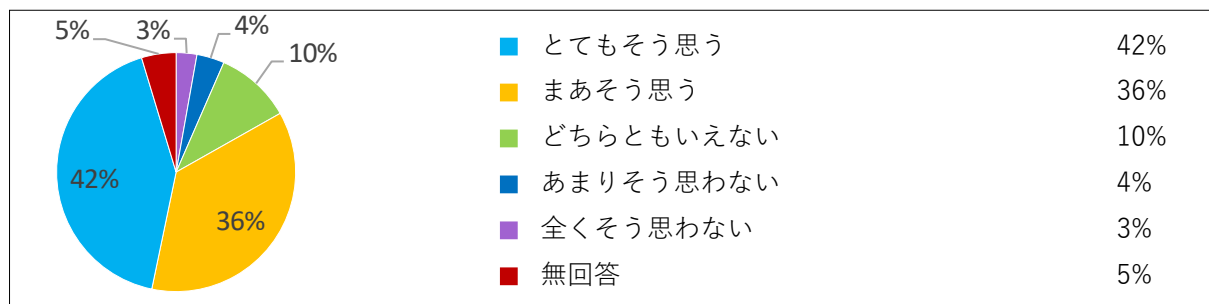 5%
3%
4%
10%
42%
36%
とてもそう思う 42%
まあそう思う 36%
どちらともいえない 10%
あまりそう思わない 4%
全くそう思わない 3%
無回答 5%